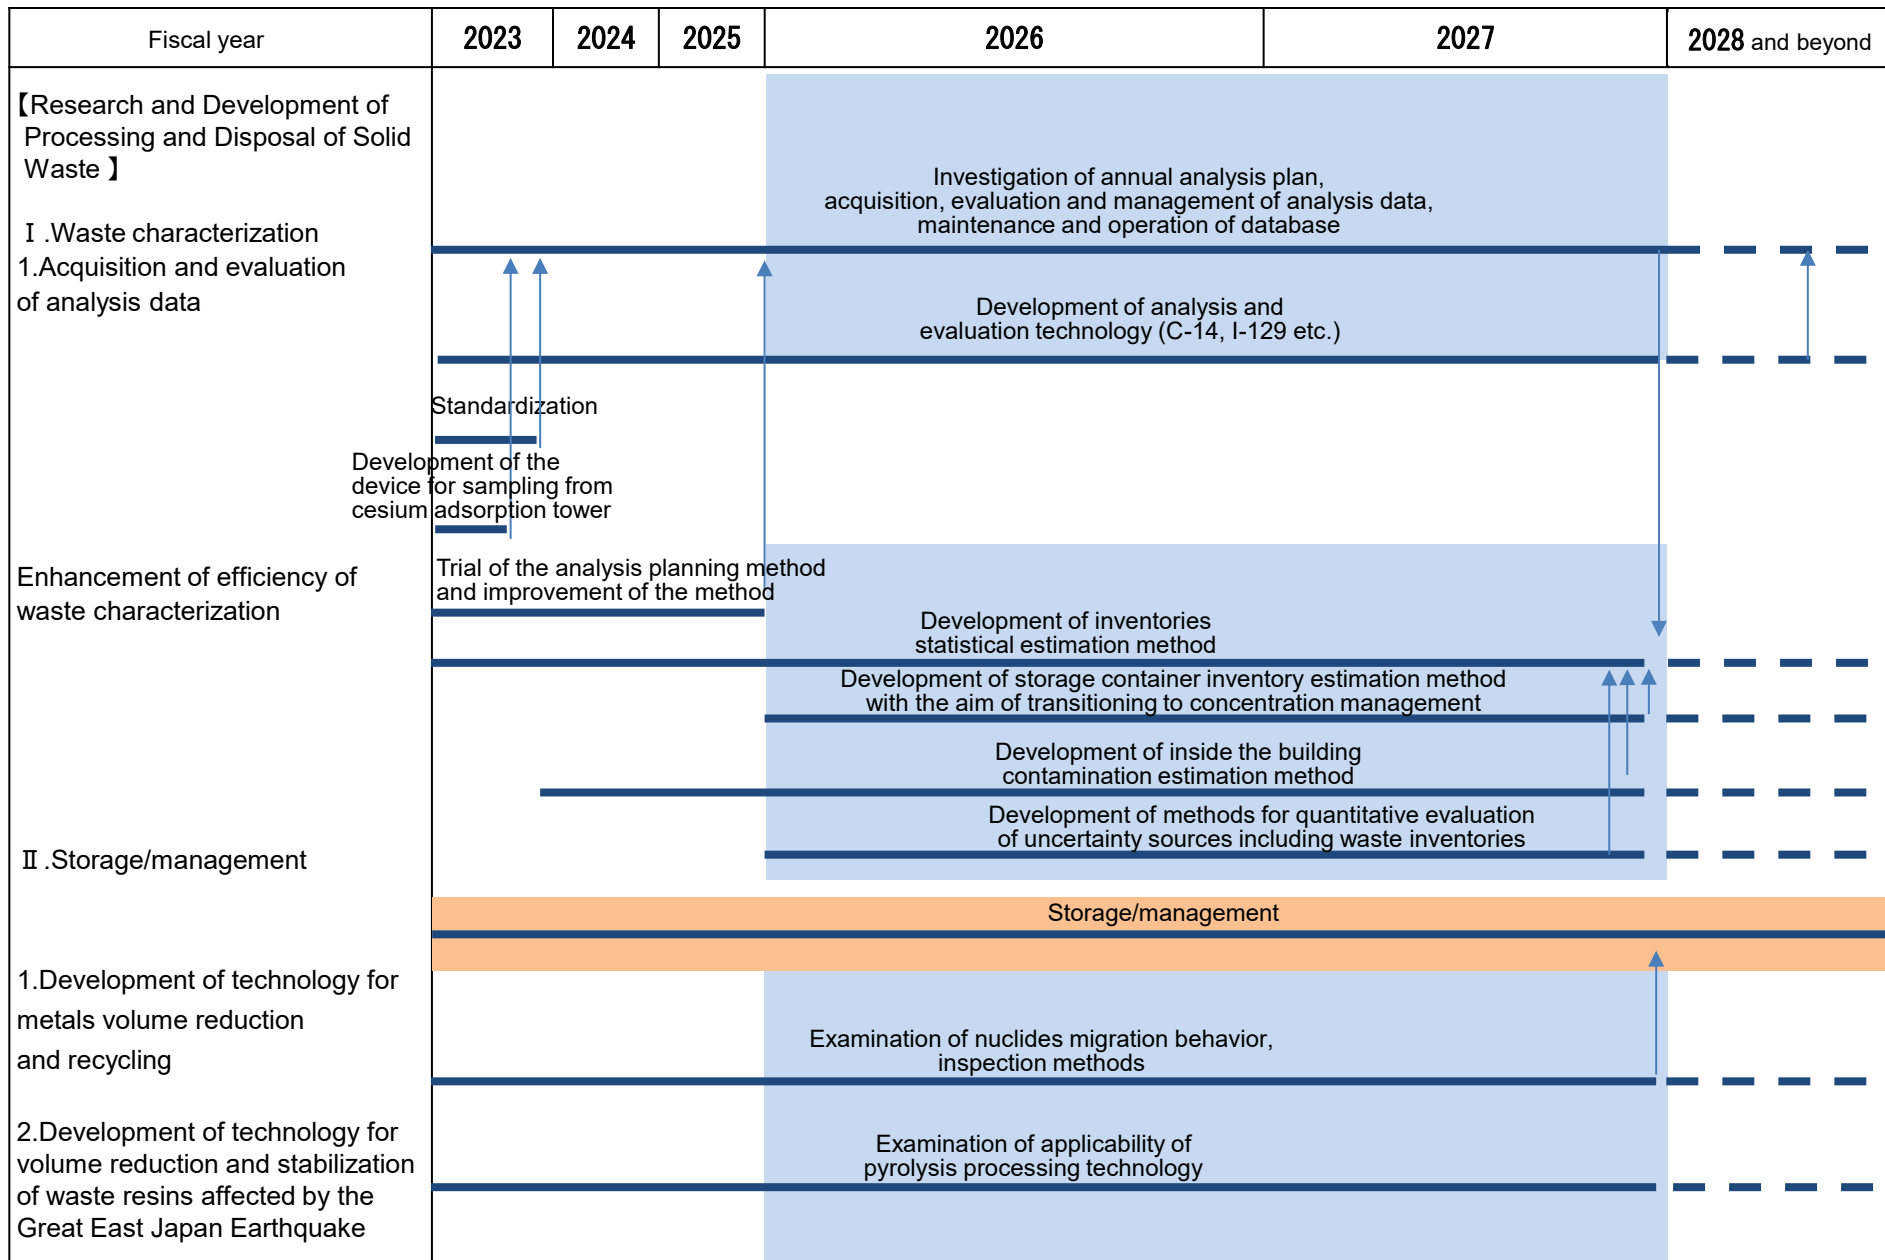 Fiscal year 2023 2024 2025 2026 2027 2028 and beyond
【Research and Development of
Processing and Disposal of Solid
Waste 】
Ⅰ.Waste characterization
1.Acquisition and evaluation
of analysis data
Investigation of annual analysis plan,
acquisition, evaluation and management of analysis data,
maintenance and operation of database
Development of analysis and
evaluation technology (C-14, I-129 etc.)
Standardization
Development of the
device for sampling from
cesium adsorption tower
Enhancement of efficiency of
waste characterization
Trial of the analysis planning method
and improvement of the method
Development of inventories
statistical estimation method
Development of storage container inventory estimation method
with the aim of transitioning to concentration management
Development of inside the building
contamination estimation method
Development of methods for quantitative evaluation
of uncertainty sources including waste inventories
Ⅱ.Storage/management
Storage/management
1.Development of technology for
metals volume reduction
and recycling
Examination of nuclides migration behavior,
inspection methods
2.Development of technology for
volume reduction and stabilization
of waste resins affected by the
Great East Japan Earthquake
Examination of applicability of
pyrolysis processing technology